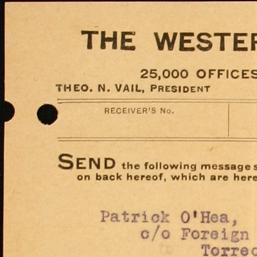 THE WESTER
25,000 OFFICES
THEO. N. VAIL, PRESIDENT
RECEIVER'S No.
SEND the following message s
on back hereof, which are here
Patrick O'Hea,
c/o Foreign
Torreo